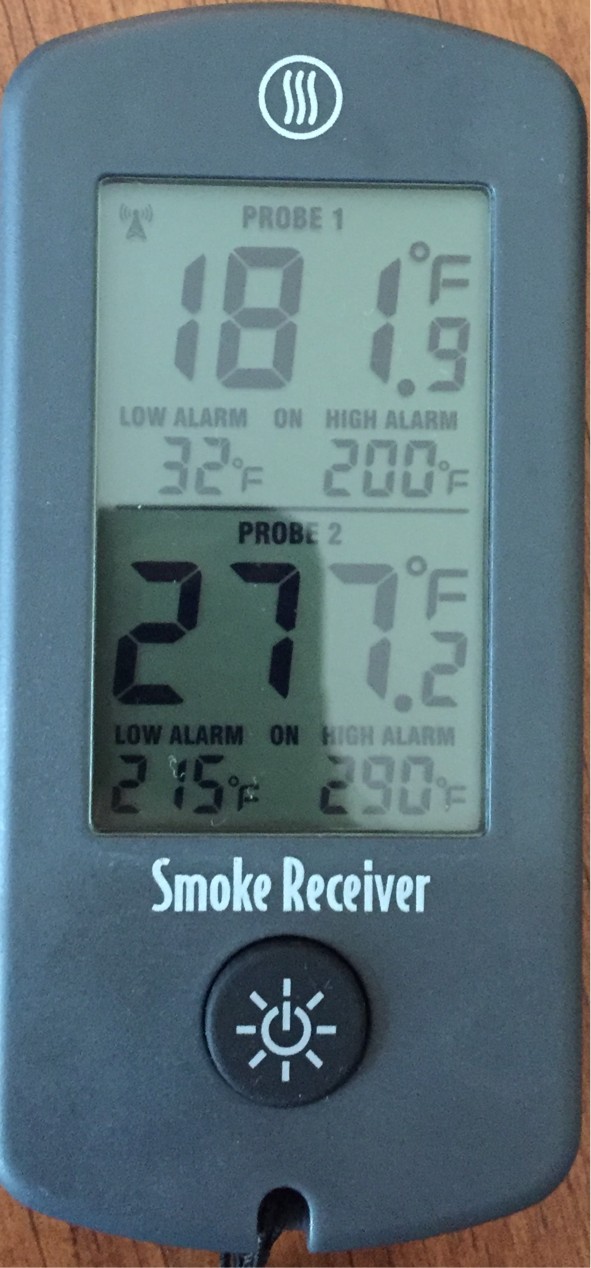 PROBE 1
181.9°F
LOW ALARM ON HIGH ALARM
32°F 200°F
PROBE 2
277.2°F
LOW ALARM ON HIGH ALARM
215°F 290°F
Smoke Receiver